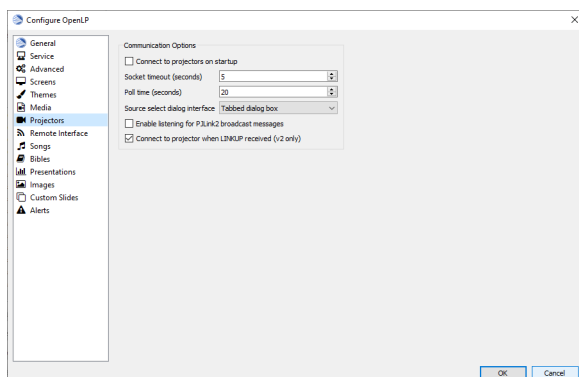 Configure OpenLP
General
Service
Advanced
Screens
Themes
Media
Projectors
Remote Interface
Songs
Bibles
Presentations
Images
Custom Slides
Alerts
Communication Options
Connect to projectors on startup
Socket timeout (seconds) 5
Poll time (seconds) 20
Source select dialog interface Tabbed dialog box
Enable listening for PJLink2 broadcast messages
Connect to projector when LINKUP received (v2 only)
OK Cancel